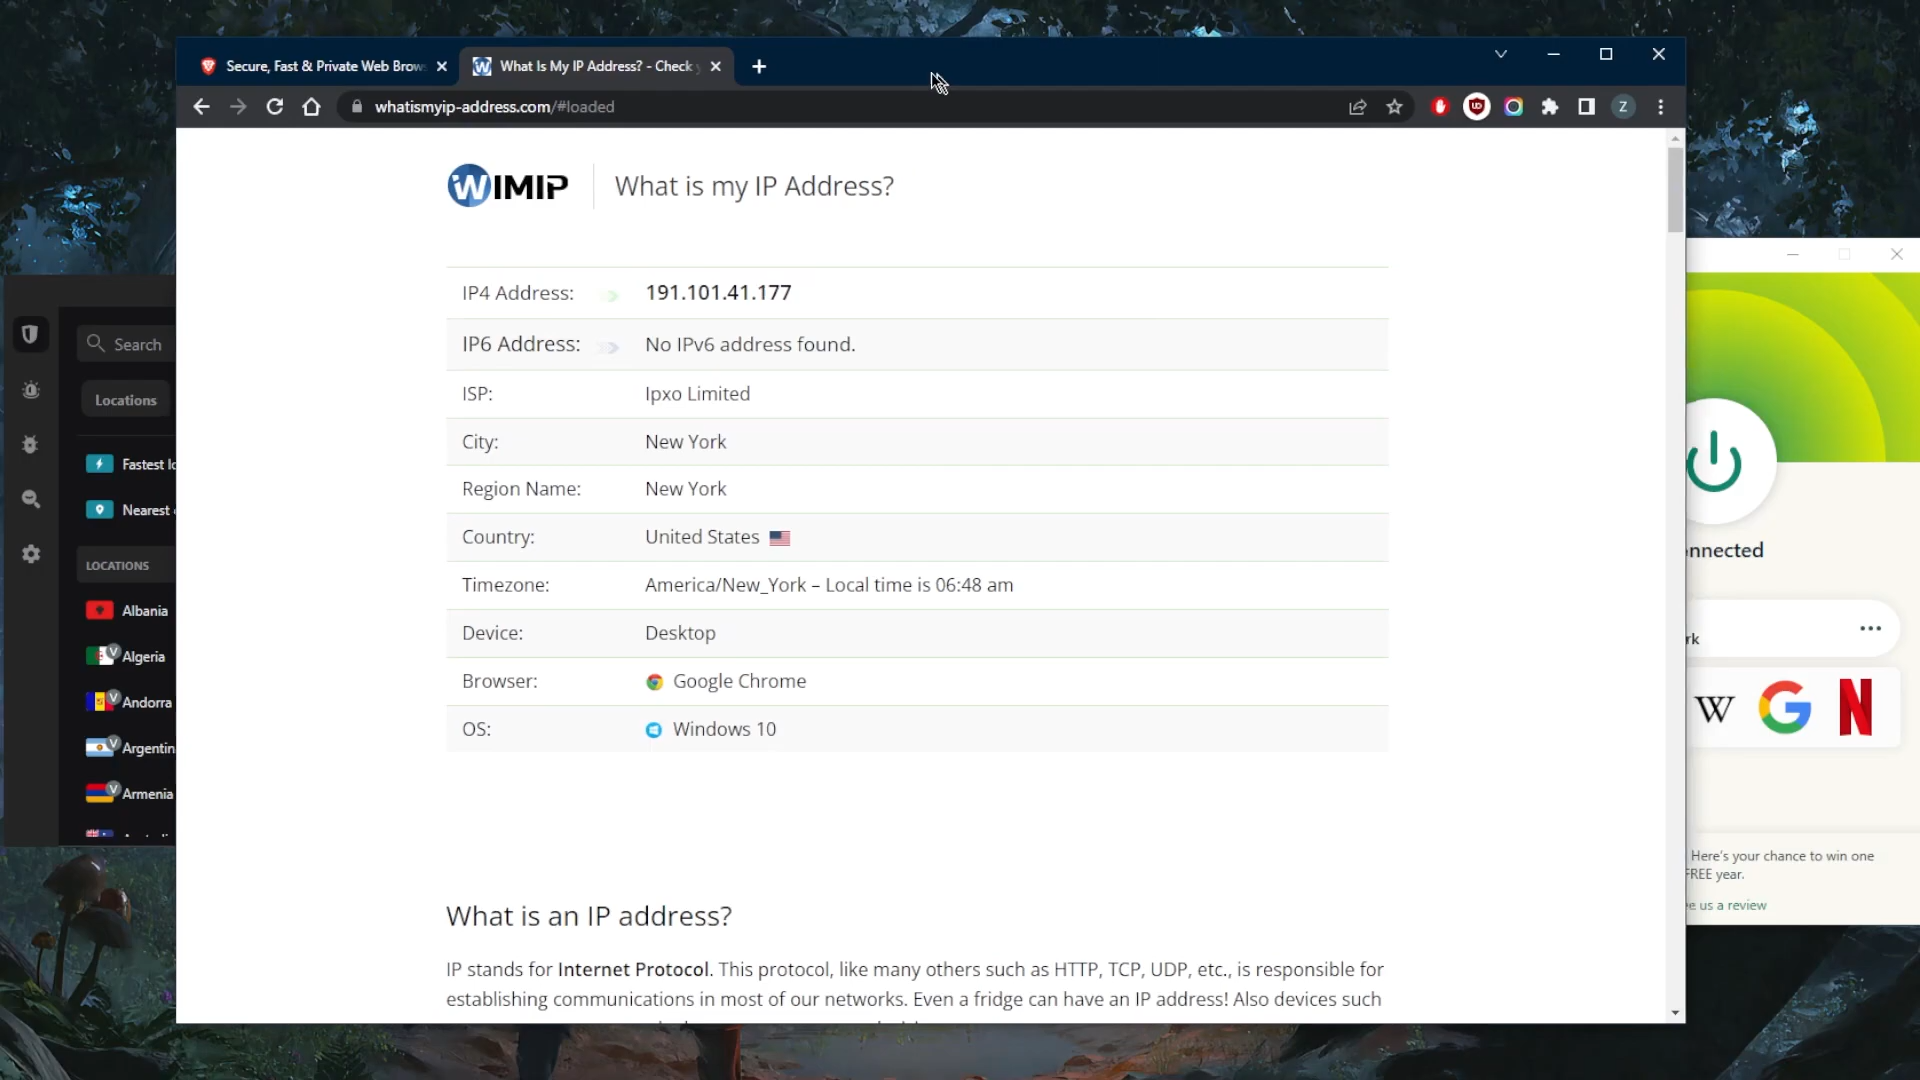 Secure, Fast & Private Web Brow
What Is My IP Address? - Check
whatismyip-address.com/#loaded
Z
WIMIP
What is my IP Address?
IP4 Address: 191.101.41.177
IP6 Address: No IPv6 address found.
ISP: Ipxo Limited
City: New York
Region Name: New York
Country: United States
Timezone: America/New_York – Local time is 06:48 am
Device: Desktop
Browser: Google Chrome
OS: Windows 10
What is an IP address?
IP stands for Internet Protocol. This protocol, like many others such as HTTP, TCP, UDP, etc., is responsible for
establishing communications in most of our networks. Even a fridge can have an IP address! Also devices such
Search
Locations
Fastest lo
Nearest
LOCATIONS
Albania
V Algeria
V Andorra
V Argentin
V Armenia
nnected
rk
W G N
Here's your chance to win one
FREE year.
e us a review